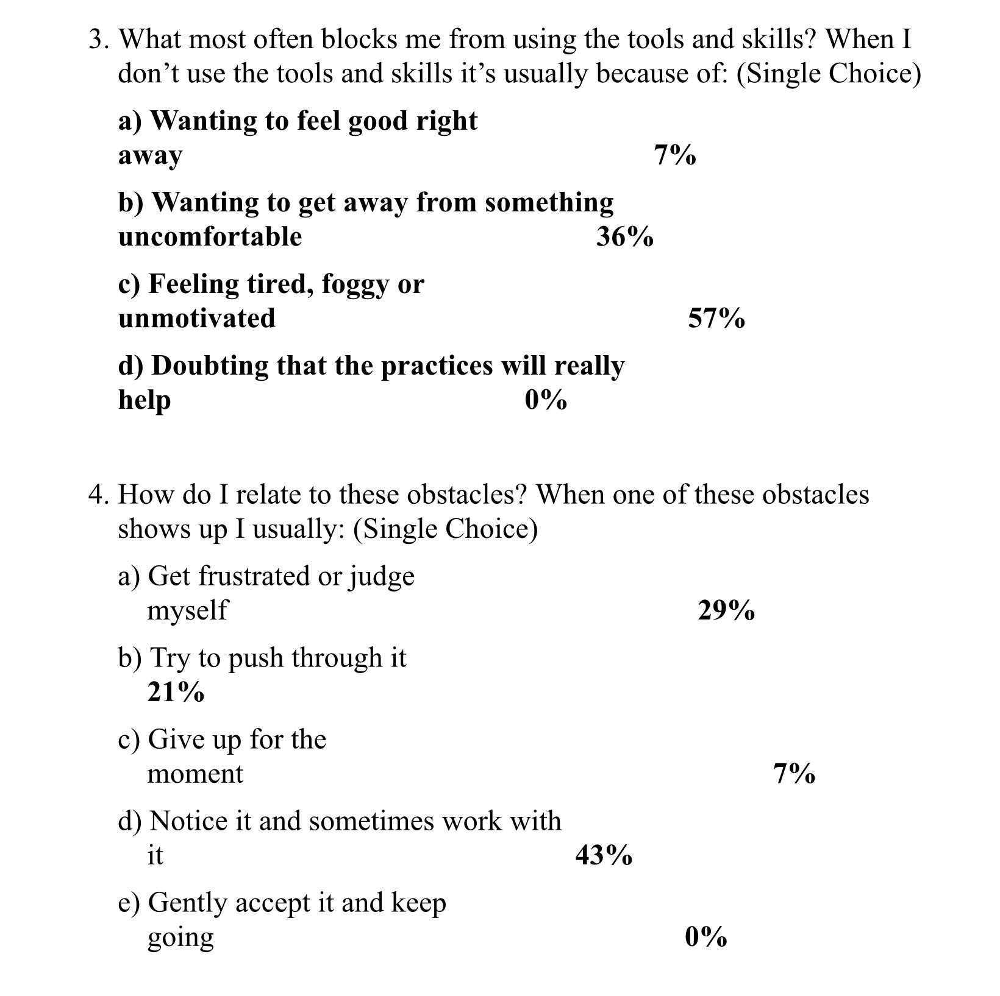 3. What most often blocks me from using the tools and skills? When I
don’t use the tools and skills it’s usually because of: (Single Choice)
a) Wanting to feel good right
away 7%
b) Wanting to get away from something
uncomfortable 36%
c) Feeling tired, foggy or
unmotivated 57%
d) Doubting that the practices will really
help 0%
4. How do I relate to these obstacles? When one of these obstacles
shows up I usually: (Single Choice)
a) Get frustrated or judge
myself 29%
b) Try to push through it
21%
c) Give up for the
moment 7%
d) Notice it and sometimes work with
it 43%
e) Gently accept it and keep
going 0%